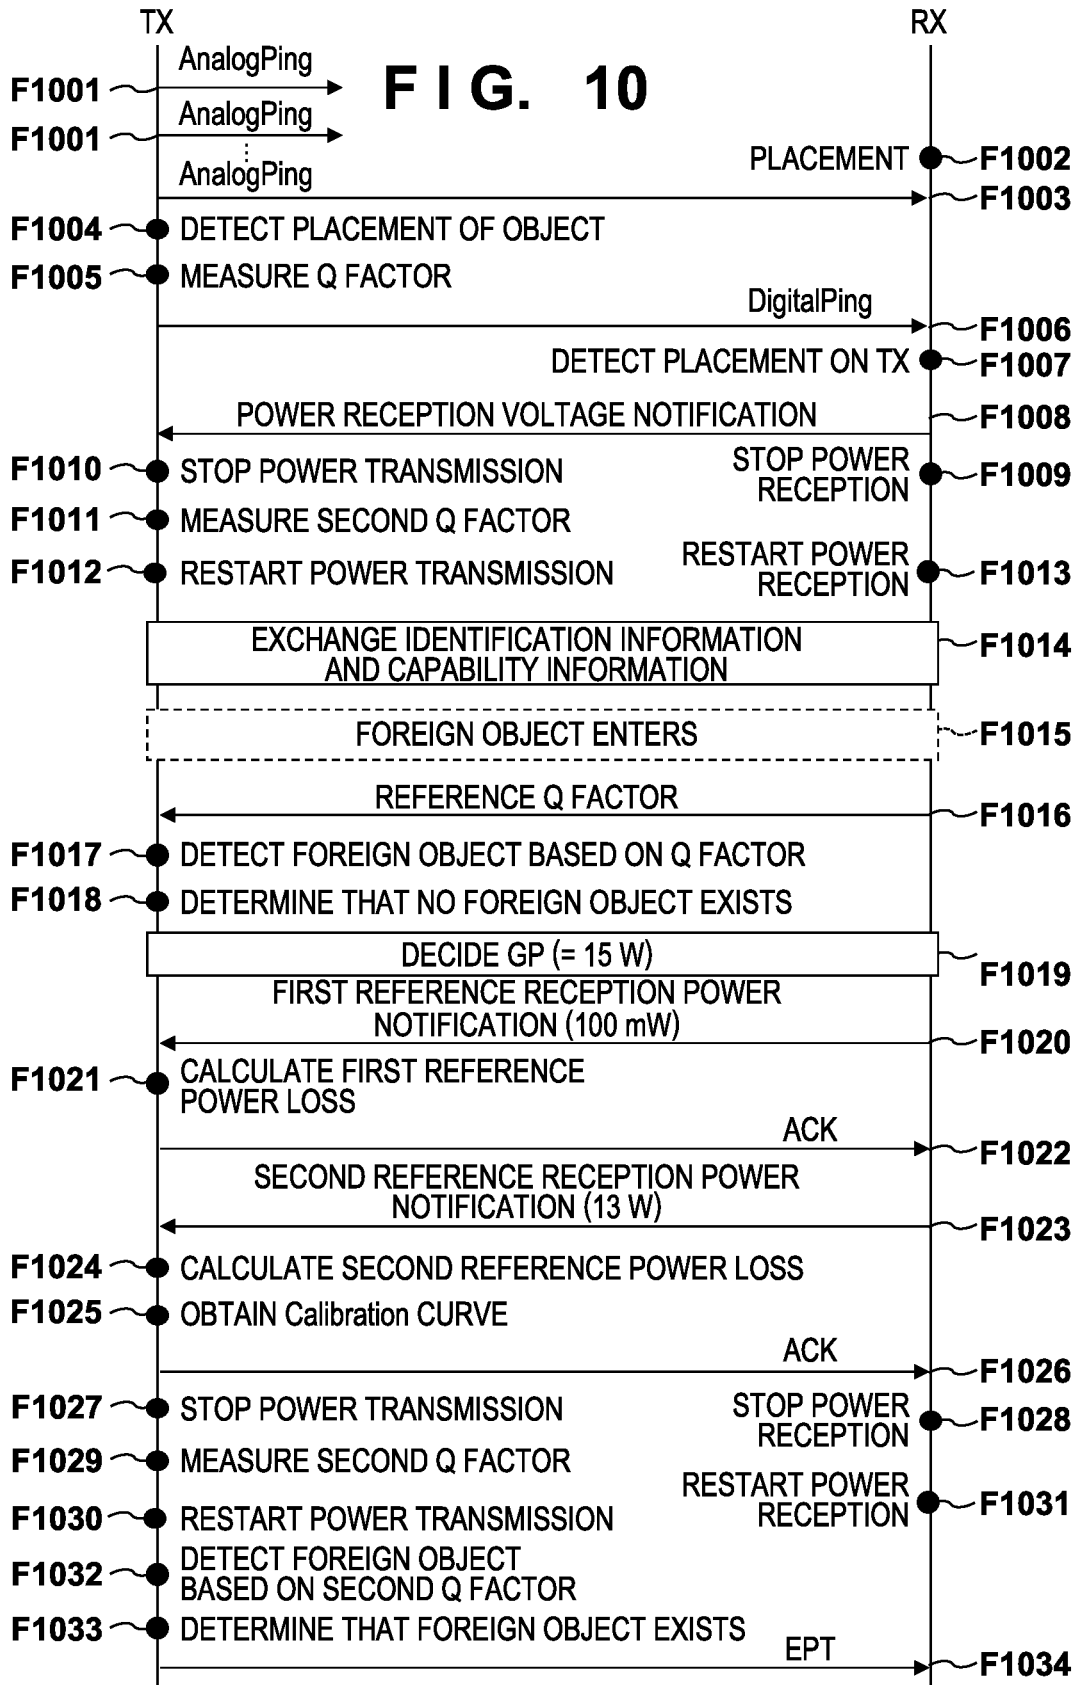 TX
RX
AnalogPing
F1001
FIG. 10
AnalogPing
F1001
PLACEMENT
F1002
AnalogPing
F1003
F1004
DETECT PLACEMENT OF OBJECT
F1005
MEASURE Q FACTOR
DigitalPing
F1006
DETECT PLACEMENT ON TX
F1007
POWER RECEPTION VOLTAGE NOTIFICATION
F1008
F1010
STOP POWER TRANSMISSION
STOP POWER
RECEPTION
F1009
F1011
MEASURE SECOND Q FACTOR
F1012
RESTART POWER TRANSMISSION
RESTART POWER
RECEPTION
F1013
EXCHANGE IDENTIFICATION INFORMATION
AND CAPABILITY INFORMATION
F1014
FOREIGN OBJECT ENTERS
F1015
REFERENCE Q FACTOR
F1016
F1017
DETECT FOREIGN OBJECT BASED ON Q FACTOR
F1018
DETERMINE THAT NO FOREIGN OBJECT EXISTS
DECIDE GP (= 15 W)
F1019
FIRST REFERENCE RECEPTION POWER
NOTIFICATION (100 mW)
F1020
F1021
CALCULATE FIRST REFERENCE
POWER LOSS
ACK
F1022
SECOND REFERENCE RECEPTION POWER
NOTIFICATION (13 W)
F1023
F1024
CALCULATE SECOND REFERENCE POWER LOSS
F1025
OBTAIN Calibration CURVE
ACK
F1026
F1027
STOP POWER TRANSMISSION
STOP POWER
RECEPTION
F1028
F1029
MEASURE SECOND Q FACTOR
RESTART POWER
RECEPTION
F1031
F1030
RESTART POWER TRANSMISSION
F1032
DETECT FOREIGN OBJECT
BASED ON SECOND Q FACTOR
F1033
DETERMINE THAT FOREIGN OBJECT EXISTS
EPT
F1034